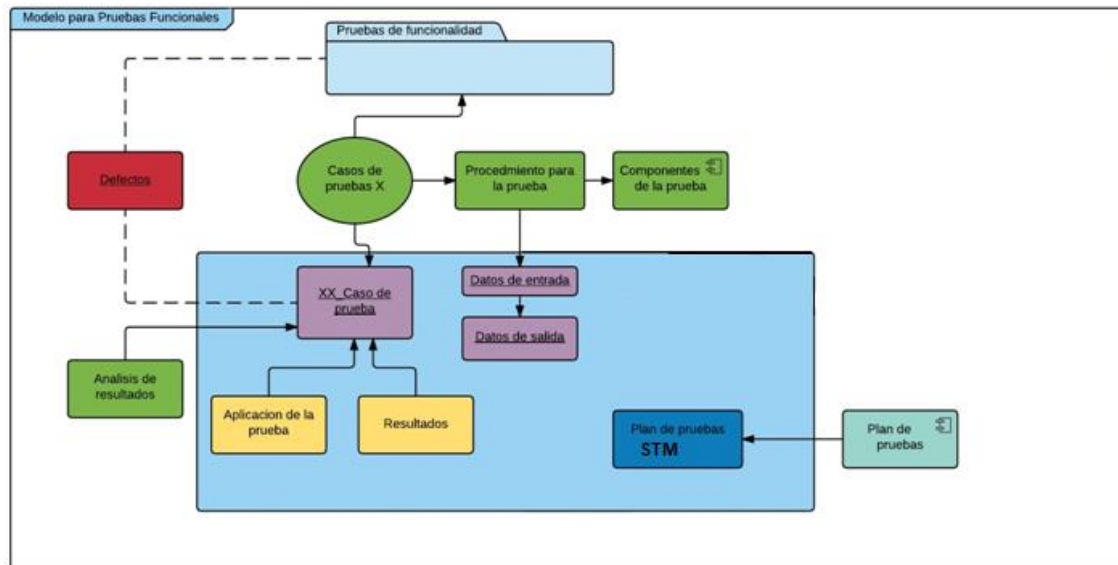 Modelo para Pruebas Funcionales
Pruebas de funcionalidad
Defectos
Casos de
pruebas X
Procedmiento para
la prueba
Componentes
de la prueba
XX_Caso de
prueba
Datos de entrada
Datos de salida
Analisis de
resultados
Aplicacion de la
prueba
Resultados
Plan de pruebas
STM
Plan de
pruebas